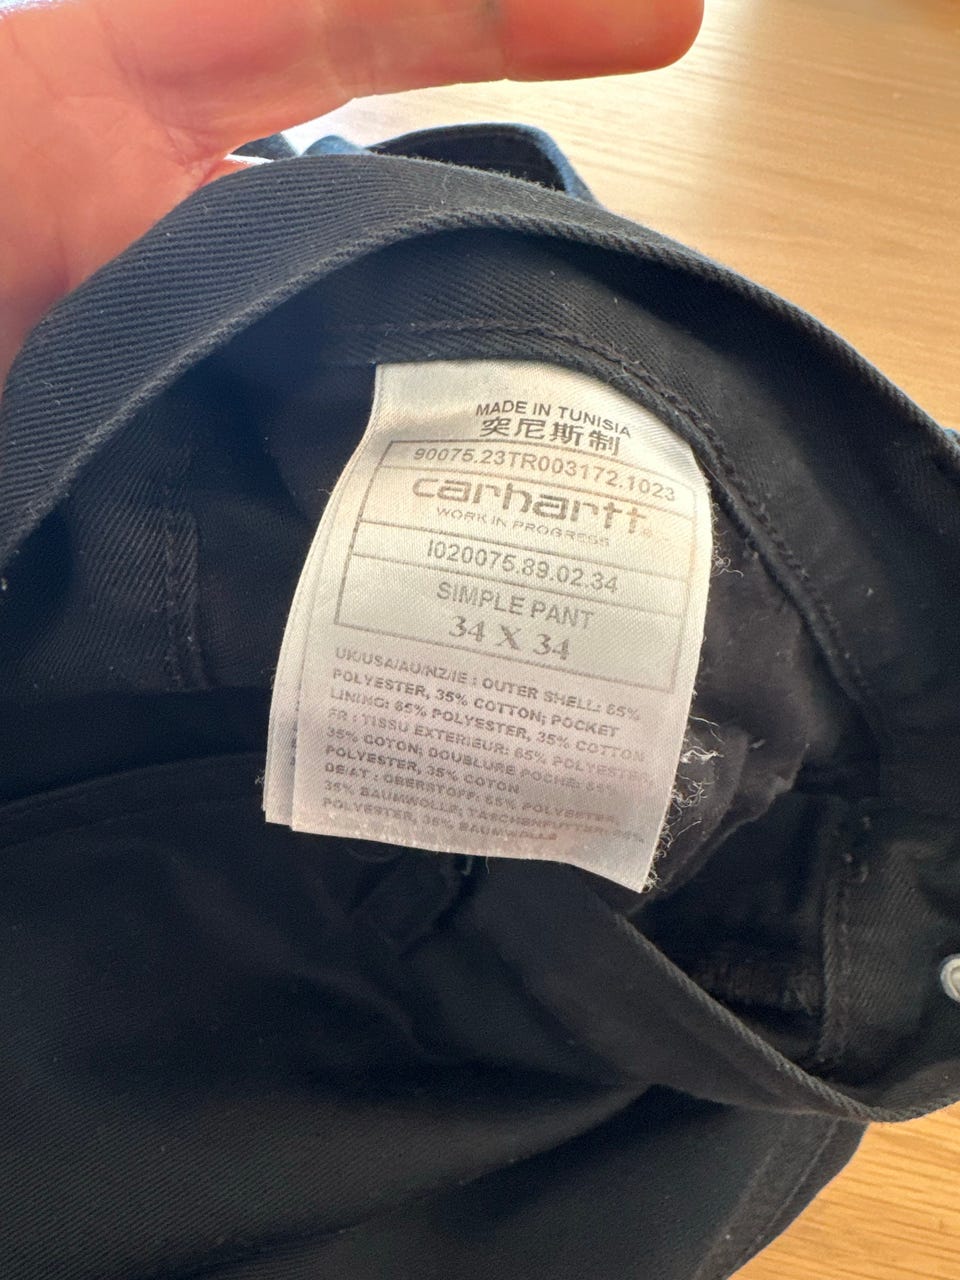 MADE IN TUNISIA
突尼斯制
90075.23TR003172.1023
carhartt
WORK IN PROGRESS
I020075.89.02.34
SIMPLE PANT
34 X 34
UK/USA/AU/NZ/IE : OUTER SHELL: 65%
POLYESTER, 35% COTTON; POCKET
LINING: 65% POLYESTER, 35% COTTON
FR : TISSU EXTERIEUR: 65% POLYESTER,
35% COTON; DOUBLURE POCHE: 65%
POLYESTER, 35% COTON
DE/AT : OBERSTOFF: 65% POLYESTER,
35% BAUMWOLLE; TASCHENFUTTER: 65%
POLYESTER, 35% BAUMWOLLE